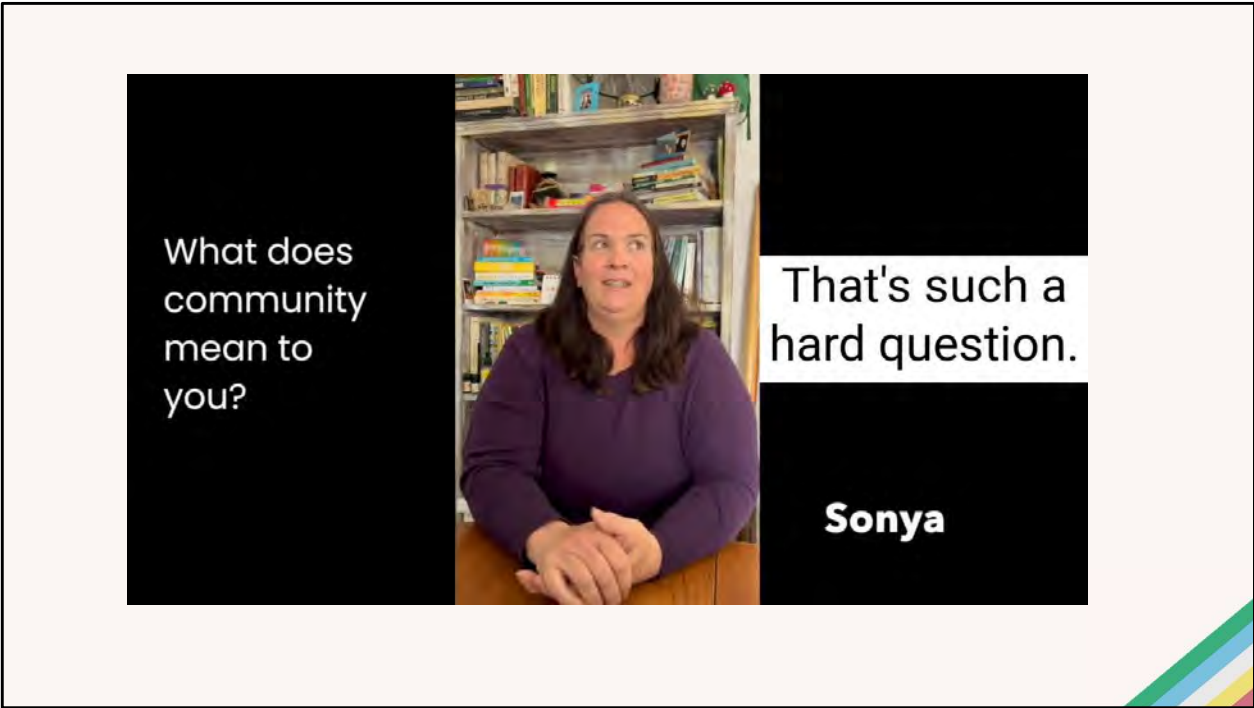 What does
community
mean to
you?
That's such a
hard question.
Sonya